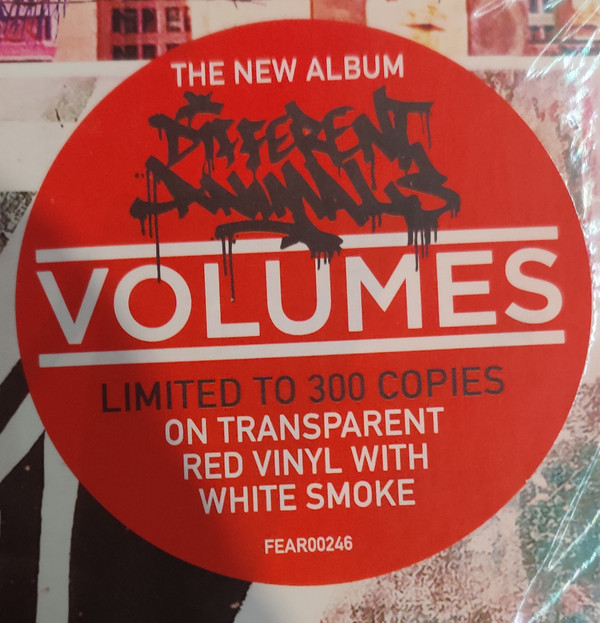 THE NEW ALBUM
DIFFERENT
ANIMALS
VOLUMES
LIMITED TO 300 COPIES
ON TRANSPARENT
RED VINYL WITH
WHITE SMOKE
FEAR00246